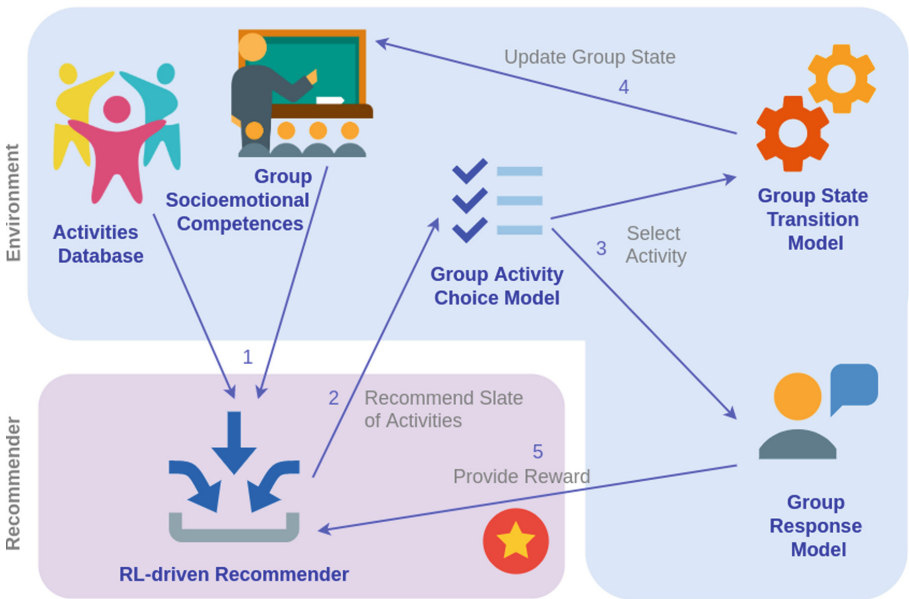 Environment
Activities
Database
Group
Socioemotional
Competences
Update Group State
4
Group State
Transition
Model
Group Activity
Choice Model
3
Select
Activity
1
2
Recommend Slate
of Activities
5
Provide Reward
Group
Response
Model
Recommender
RL-driven Recommender